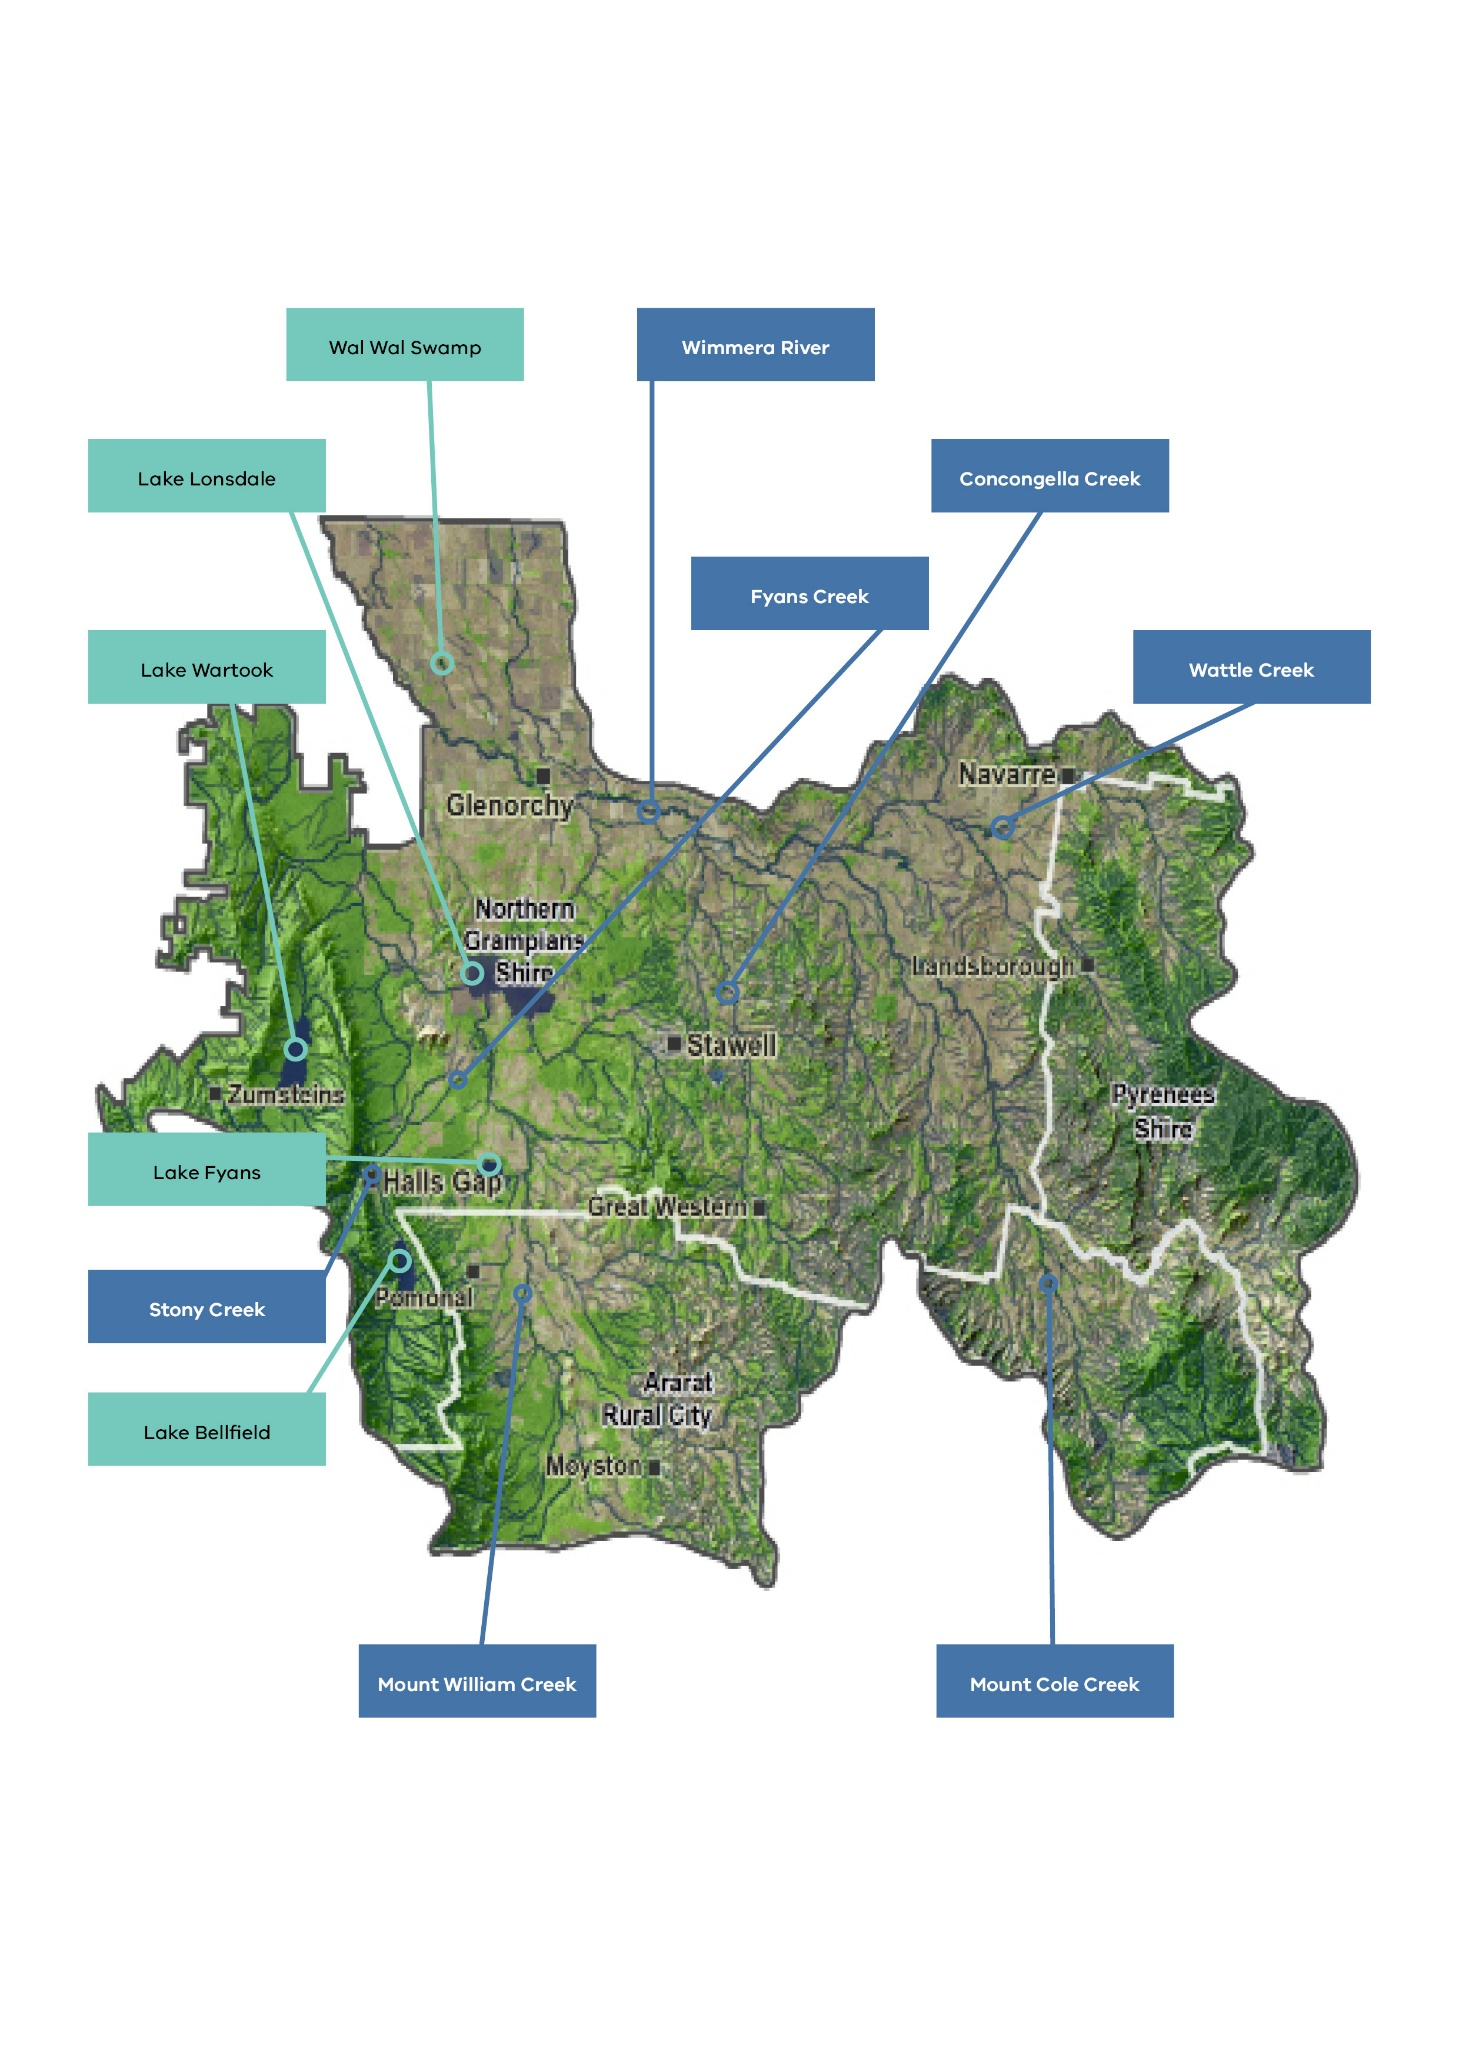 Wal Wal Swamp
Wimmera River
Lake Lonsdale
Concongella Creek
Fyans Creek
Lake Wartook
Wattle Creek
Navarre
Glenorchy
Northern
Grampians
Shire
Landsborough
Stawell
Zumsteins
Pyrenees
Shire
Lake Fyans
Halls Gap
Great Western
Stony Creek
Pomonal
Ararat
Rural City
Lake Bellfield
Moyston
Mount William Creek
Mount Cole Creek